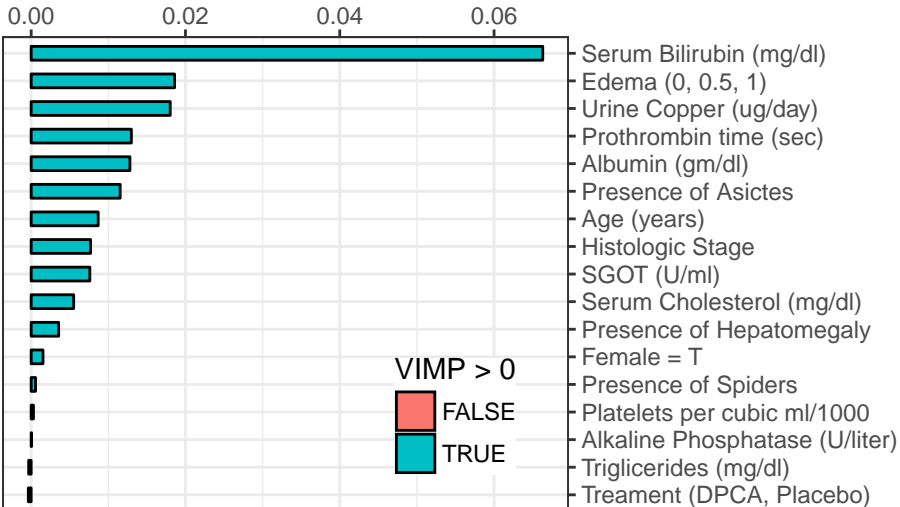 0.00 0.02 0.04 0.06
Serum Bilirubin (mg/dl)
Edema (0, 0.5, 1)
Urine Copper (ug/day)
Prothrombin time (sec)
Albumin (gm/dl)
Presence of Asictes
Age (years)
Histologic Stage
SGOT (U/ml)
Serum Cholesterol (mg/dl)
Presence of Hepatomegaly
Female = T
Presence of Spiders
Platelets per cubic ml/1000
Alkaline Phosphatase (U/liter)
Triglicerides (mg/dl)
Treament (DPCA, Placebo)
VIMP > 0
FALSE
TRUE